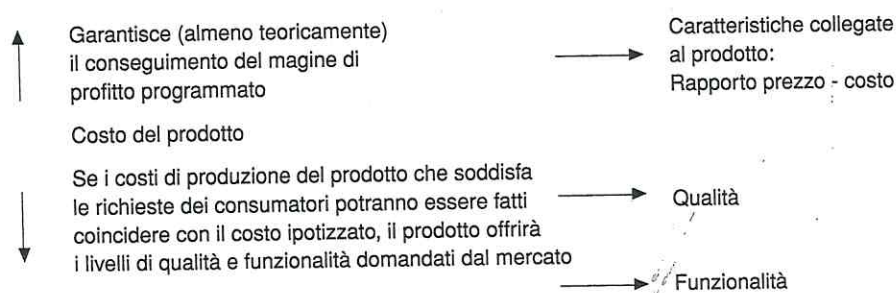 Garantisce (almeno teoricamente)
il conseguimento del magine di
profitto programmato
Caratteristiche collegate
al prodotto:
Rapporto prezzo - costo
Costo del prodotto
Se i costi di produzione del prodotto che soddisfa
le richieste dei consumatori potranno essere fatti
coincidere con il costo ipotizzato, il prodotto offrirà
i livelli di qualità e funzionalità domandati dal mercato
Qualità
Funzionalità